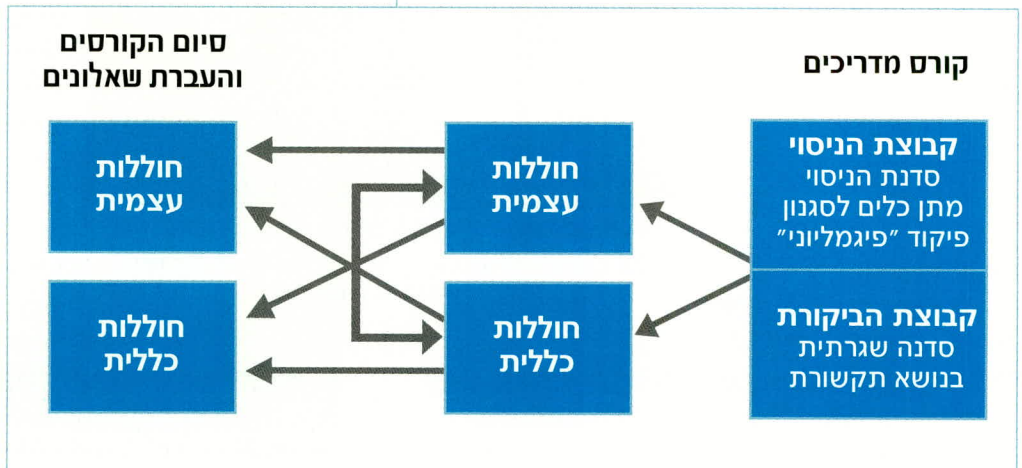 קורס מדריכים
סיום הקורסים
והעברת שאלונים
קבוצת הניסוי
סדנת הניסוי
מתן כלים לסגנון
פיקוד "פיגמליוני"
קבוצת הביקורת
סדנה שגרתית
בנושא תקשורת
חוללות
עצמית
חוללות
כללית
חוללות
עצמית
חוללות
כללית